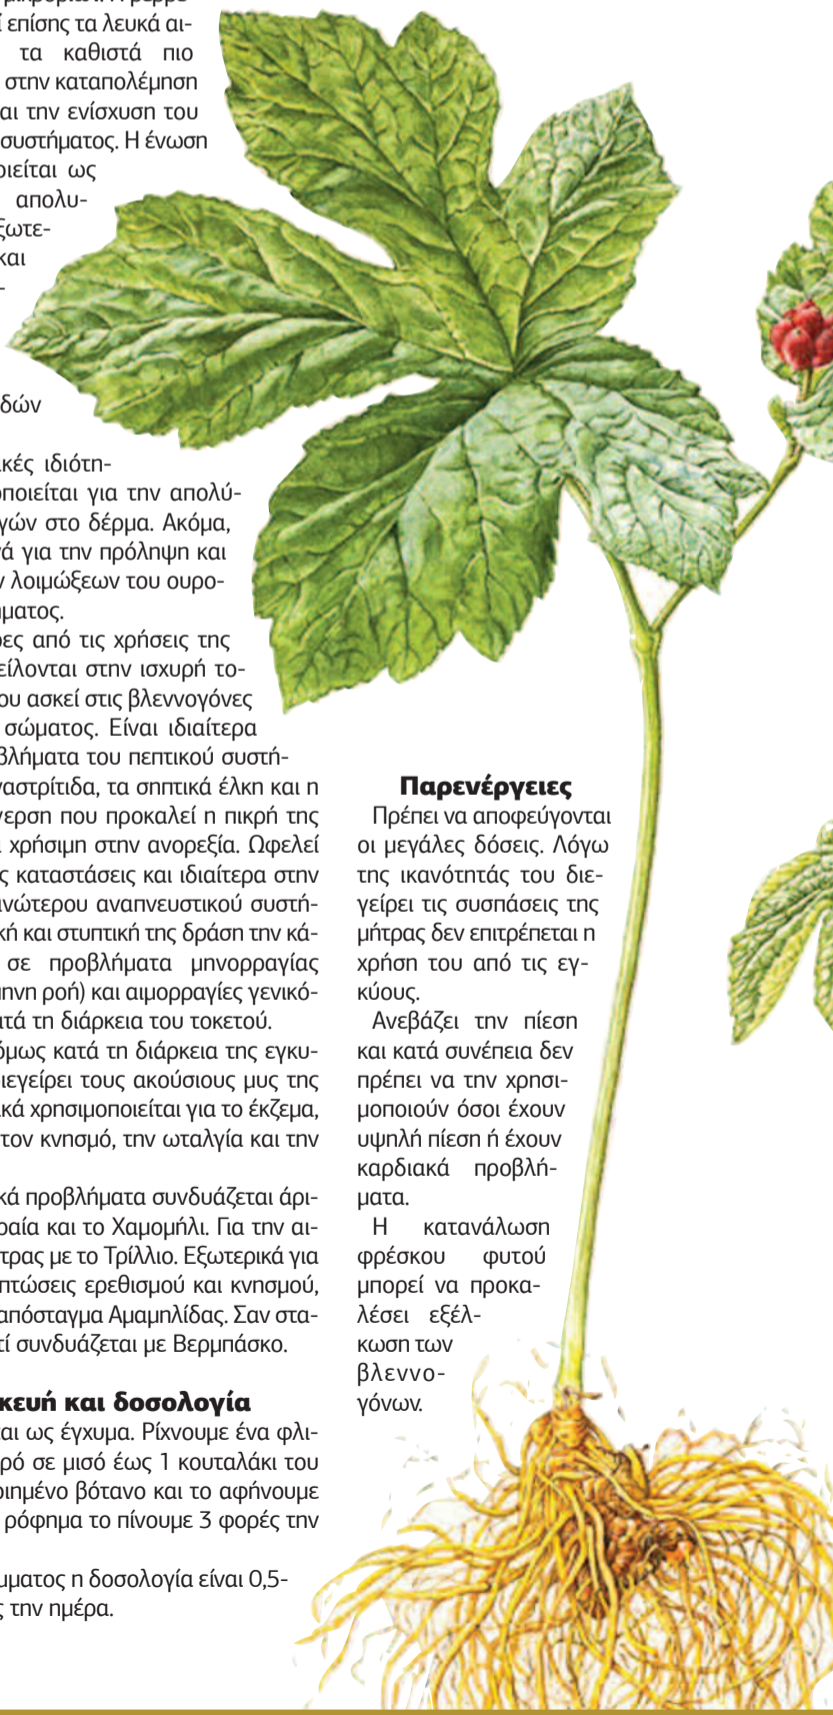 ί επίσης τα λευκά αι-
τα καθιστά πιο
στην καταπολέμηση
αι την ενίσχυση του
συστήματος. Η ένωση
οιείται ως
απολυ-
ξωτε-
και
-
δών
κές ιδιότη-
ποιείται για την απολύ-
γών στο δέρμα. Ακόμα,
νά για την πρόληψη και
ν λοιμώξεων του ουρο-
ήματος.
ρες από τις χρήσεις της
είλονται στην ισχυρή το-
ου ασκεί στις βλεννογόνες
σώματος. Είναι ιδιαίτερα
βλήματα του πεπτικού συστή-
γαστρίτιδα, τα σηπτικά έλκη και η
γερση που προκαλεί η πικρή της
χρήσιμη στην ανορεξία. Ωφελεί
ς καταστάσεις και ιδιαίτερα στην
ανώτερου αναπνευστικού συστή-
κή και στυπτική της δράση την κά-
σε προβλήματα μηνορραγίας
μηνη ροή) και αιμορραγίες γενικό-
ατά τη διάρκεια του τοκετού.
όμως κατά τη διάρκεια της εγκυ-
ιεγείρει τους ακούσιους μυς της
ικά χρησιμοποιείται για το έκζεμα,
τον κνησμό, την ωταλγία και την
κά προβλήματα συνδυάζεται άρι-
ραία και το Χαμομήλι. Για την αι-
τρας με το Τρίλλιο. Εξωτερικά για
πτώσεις ερεθισμού και κνησμού,
απόσταγμα Αμαμηλίδας. Σαν στα-
τί συνδυάζεται με Βερμπάσκο.
κευή και δοσολογία
αι ως έγχυμα. Ρίχνουμε ένα φλι-
ρό σε μισό έως 1 κουταλάκι του
οιημένο βότανο και το αφήνουμε
ρόφημα το πίνουμε 3 φορές την
μματος η δοσολογία είναι 0,5-
ς την ημέρα.
Παρενέργειες
Πρέπει να αποφεύγονται
οι μεγάλες δόσεις. Λόγω
της ικανότητάς του διε-
γείρει τις συσπάσεις της
μήτρας δεν επιτρέπεται η
χρήση του από τις εγ-
κύους.
Ανεβάζει την πίεση
και κατά συνέπεια δεν
πρέπει να την χρησι-
μοποιούν όσοι έχουν
υψηλή πίεση ή έχουν
καρδιακά προβλή-
ματα.
Η κατανάλωση
φρέσκου φυτού
μπορεί να προκα-
λέσει εξέλ-
κωση των
βλεννο-
γόνων.